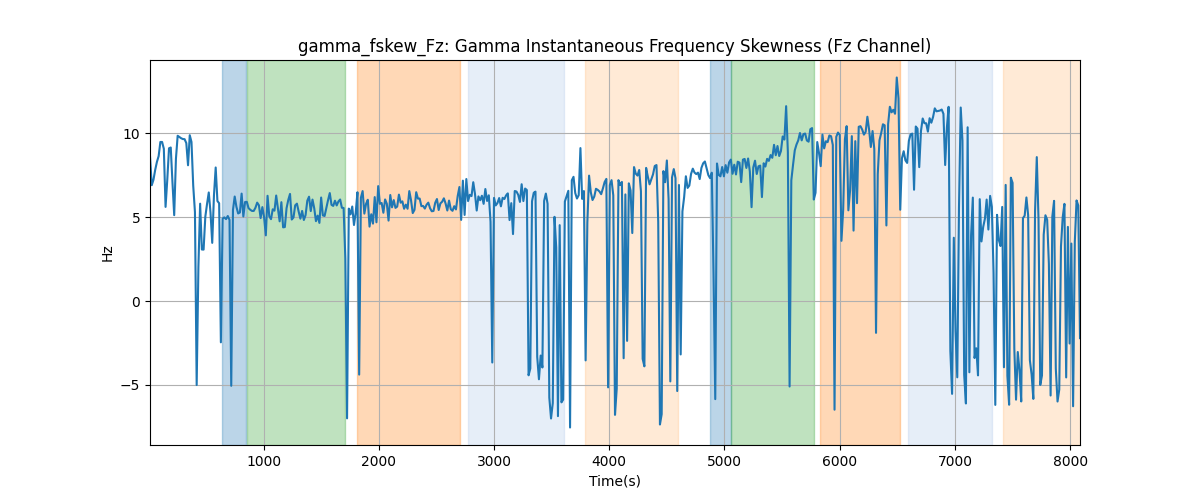 gamma_fskew_Fz: Gamma Instantaneous Frequency Skewness (Fz Channel)
Hz
10
5
0
−5
1000 2000 3000 4000 5000 6000 7000 8000
Time(s)